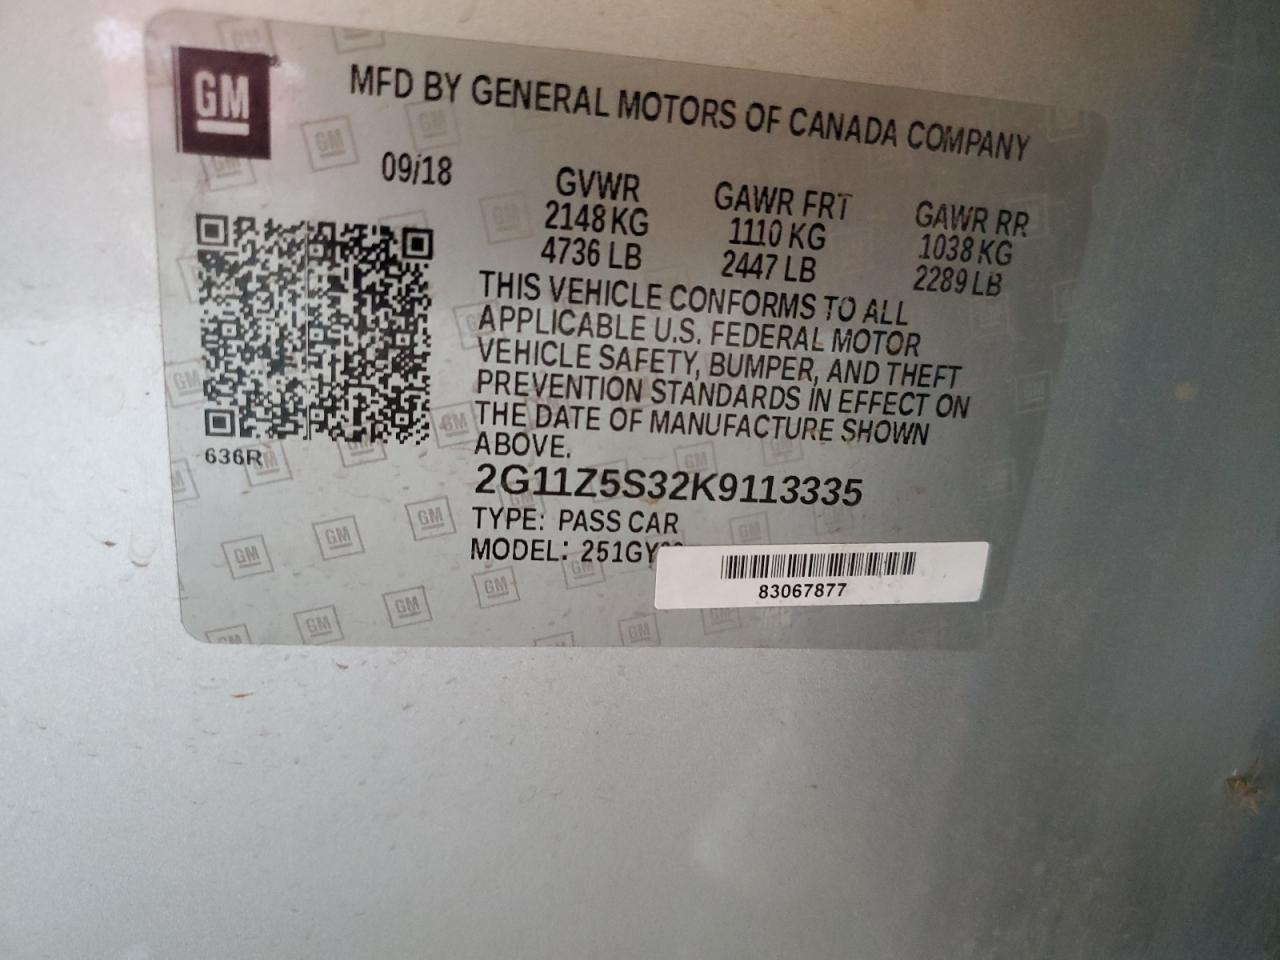 GM
MFD BY GENERAL MOTORS OF CANADA COMPANY
09/18
GVWR
2148 KG
4736 LB
GAWR FRT
1110 KG
2447 LB
GAWR RR
1038 KG
2289 LB
THIS VEHICLE CONFORMS TO ALL
APPLICABLE U.S. FEDERAL MOTOR
VEHICLE SAFETY, BUMPER, AND THEFT
PREVENTION STANDARDS IN EFFECT ON
THE DATE OF MANUFACTURE SHOWN
ABOVE.
636R
2G11Z5S32K9113335
TYPE: PASS CAR
MODEL: 251GY
83067877